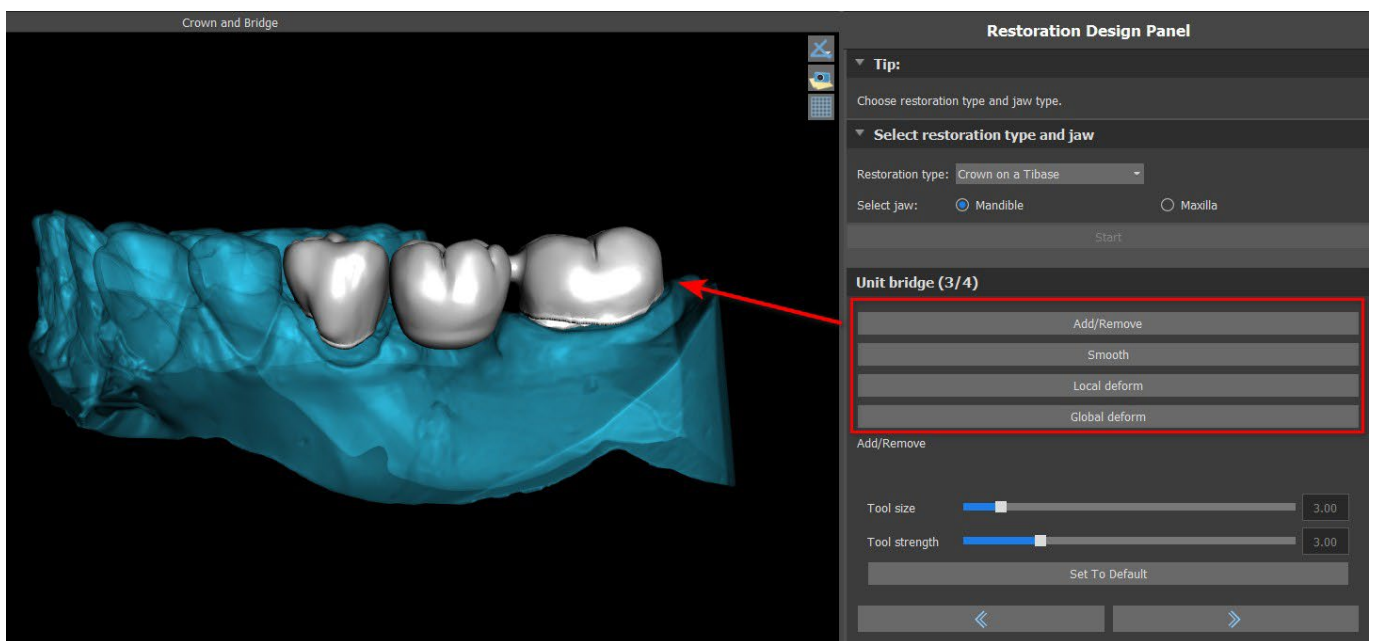 Crown and Bridge
Restoration Design Panel
Tip:
Choose restoration type and jaw type.
Select restoration type and jaw
Restoration type: Crown on a Tibase
Select jaw: Mandible Maxilla
Start
Unit bridge (3/4)
Add/Remove
Smooth
Local deform
Global deform
Add/Remove
Tool size 3.00
Tool strength 3.00
Set To Default